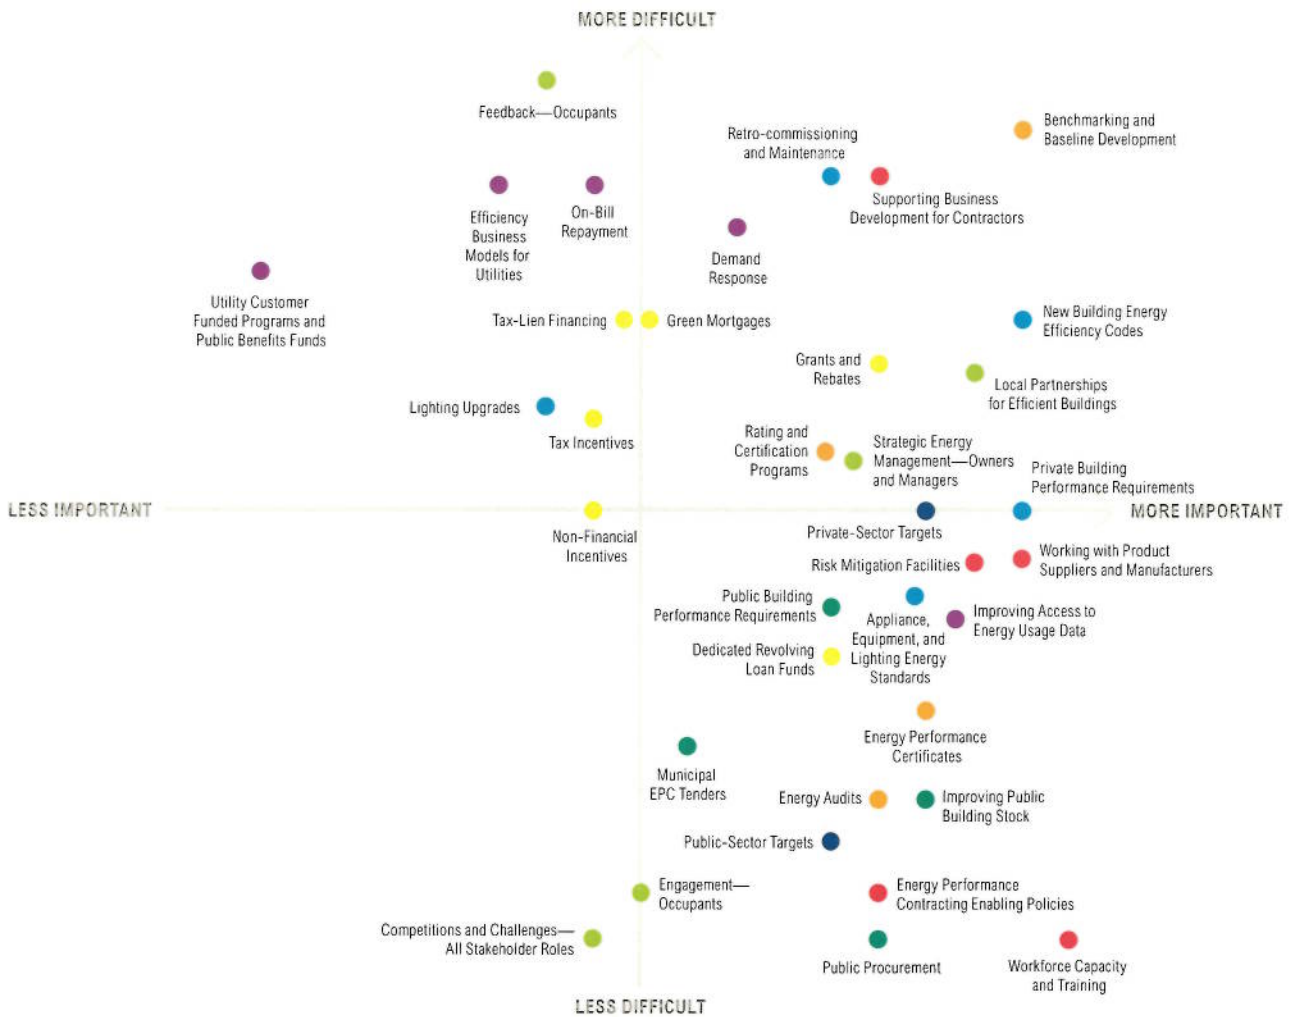 MORE DIFFICULT
Feedback—Occupants
Benchmarking and
Baseline Development
Retro-commissioning
and Maintenance
Supporting Business
Development for Contractors
Efficiency
Business
Models for
Utilities
On-Bill
Repayment
Demand
Response
Utility Customer
Funded Programs and
Public Benefits Funds
Tax-Lien Financing
Green Mortgages
New Building Energy
Efficiency Codes
Grants and
Rebates
Local Partnerships
for Efficient Buildings
Lighting Upgrades
Tax Incentives
Rating and
Certification
Programs
Strategic Energy
Management—Owners
and Managers
Private Building
Performance Requirements
LESS IMPORTANT
MORE IMPORTANT
Non-Financial
Incentives
Private-Sector Targets
Risk Mitigation Facilities
Working with Product
Suppliers and Manufacturers
Public Building
Performance Requirements
Appliance,
Equipment, and
Lighting Energy
Standards
Improving Access to
Energy Usage Data
Dedicated Revolving
Loan Funds
Energy Performance
Certificates
Municipal
EPC Tenders
Energy Audits
Improving Public
Building Stock
Public-Sector Targets
Engagement—
Occupants
Energy Performance
Contracting Enabling Policies
Competitions and Challenges—
All Stakeholder Roles
Public Procurement
Workforce Capacity
and Training
LESS DIFFICULT